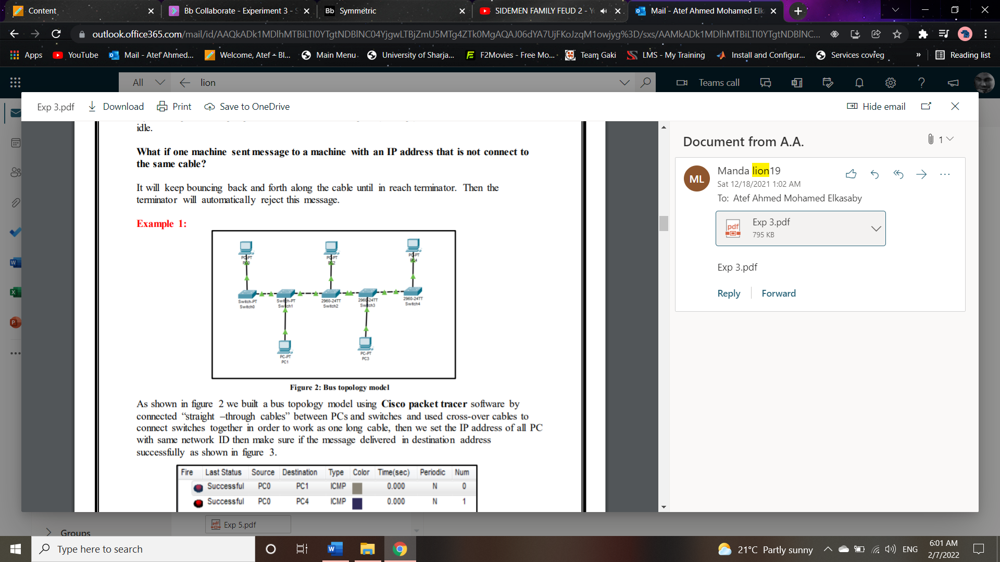 Content
Bb Collaborate - Experiment 3 - S
Bb Symmetric
SIDEMEN FAMILY FEUD 2 - Yo
Mail - Atef Ahmed Mohamed Elk
outlook.office365.com/mail/id/AAQkADk1MDlhMTBiLTI0YTgtNDBlNC04YjgwLTBjZmU5MTg4ZTk0MgAQAJ06dYA7UjFKoJzqM1owjyg%3D/sxs/AAMkADk1MDlhMTBiLTI0YTgtNDBlNC...
Apps YouTube Mail - Atef Ahmed... Welcome, Atef – Bl... Main Menu University of Sharja... F2Movies - Free Mo... Team Gaki LMS - My Training Install and Configur... Services covreg » Reading list
All lion Teams call
Exp 3.pdf Download Print Save to OneDrive Hide email
idle.
What if one machine sent message to a machine with an IP address that is not connect to
the same cable?
It will keep bouncing back and forth along the cable until in reach terminator. Then the
terminator will automatically reject this message.
Example 1:
PC-PT
PC0
PC-PT
PC2
PC-PT
PC4
Switch-PT
Switch0
Switch-PT
Switch1
2960-24TT
Switch2
2960-24TT
Switch3
2960-24TT
Switch4
PC-PT
PC1
PC-PT
PC3
Figure 2: Bus topology model
As shown in figure 2 we built a bus topology model using Cisco packet tracer software by
connected “straight –through cables” between PCs and switches and used cross-over cables to
connect switches together in order to work as one long cable, then we set the IP address of all PC
with same network ID then make sure if the message delivered in destination address
successfully as shown in figure 3.
Fire Last Status Source Destination Type Color Time(sec) Periodic Num
Successful PC0 PC1 ICMP 0.000 N 0
Successful PC0 PC4 ICMP 0.000 N 1
Document from A.A.
1
ML
Manda lion19
Sat 12/18/2021 1:02 AM
To: Atef Ahmed Mohamed Elkasaby
pdf
Exp 3.pdf
795 KB
Exp 3.pdf
Reply Forward
Exp 5.pdf
Groups
Type here to search
21°C Partly sunny
ENG
6:01 AM
2/7/2022